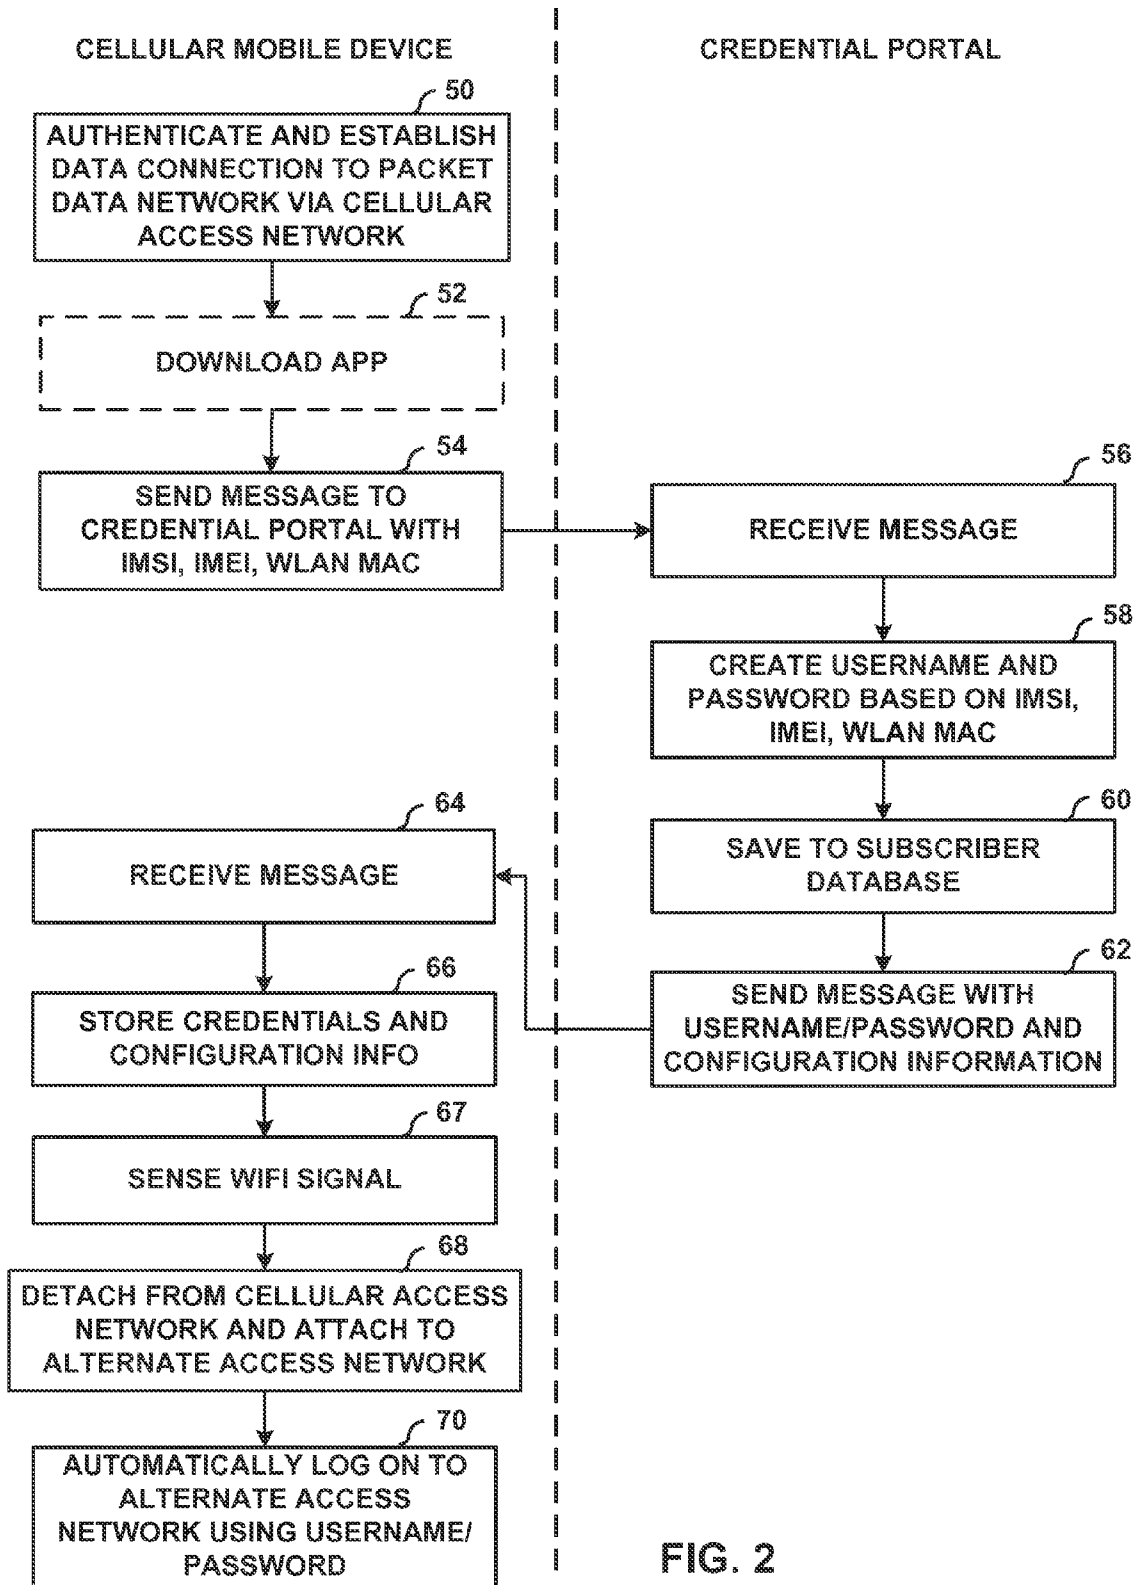 CELLULAR MOBILE DEVICE
CREDENTIAL PORTAL
50
AUTHENTICATE AND ESTABLISH
DATA CONNECTION TO PACKET
DATA NETWORK VIA CELLULAR
ACCESS NETWORK
52
DOWNLOAD APP
54
SEND MESSAGE TO
CREDENTIAL PORTAL WITH
IMSI, IMEI, WLAN MAC
56
RECEIVE MESSAGE
58
CREATE USERNAME AND
PASSWORD BASED ON IMSI,
IMEI, WLAN MAC
60
SAVE TO SUBSCRIBER
DATABASE
62
SEND MESSAGE WITH
USERNAME/PASSWORD AND
CONFIGURATION INFORMATION
64
RECEIVE MESSAGE
66
STORE CREDENTIALS AND
CONFIGURATION INFO
67
SENSE WIFI SIGNAL
68
DETACH FROM CELLULAR ACCESS
NETWORK AND ATTACH TO
ALTERNATE ACCESS NETWORK
70
AUTOMATICALLY LOG ON TO
ALTERNATE ACCESS
NETWORK USING USERNAME/
PASSWORD
FIG. 2